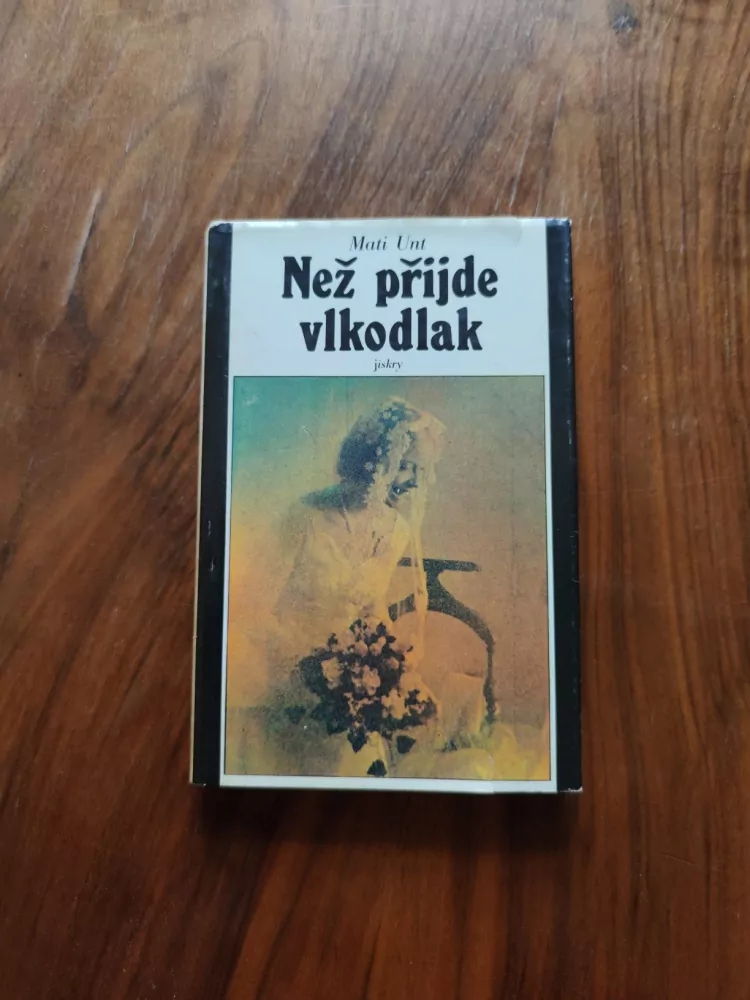 Mati Unt
Než přijde
vlkodlak
jiskry